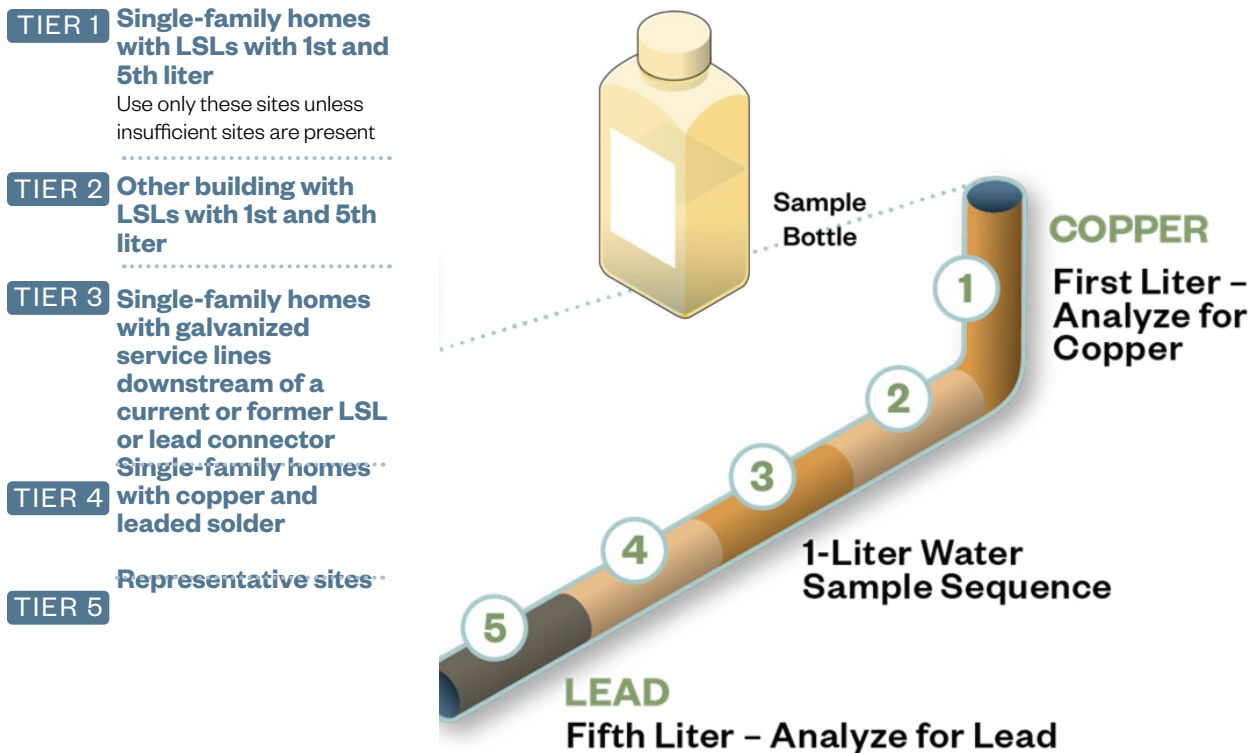 TIER 1
Single-family homes
with LSLs with 1st and
5th liter
Use only these sites unless
insufficient sites are present
TIER 2
Other building with
LSLs with 1st and 5th
liter
TIER 3
Single-family homes
with galvanized
service lines
downstream of a
current or former LSL
or lead connector
TIER 4
Single-family homes
with copper and
leaded solder
TIER 5
Representative sites
Sample
Bottle
COPPER
First Liter –
Analyze for
Copper
1
2
3
4
5
1-Liter Water
Sample Sequence
LEAD
Fifth Liter – Analyze for Lead